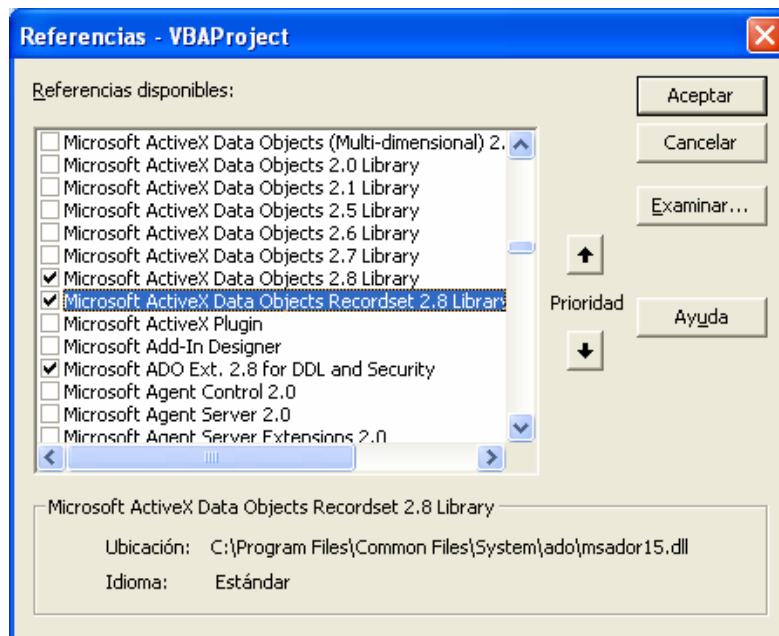 Referencias - VBAProject
Referencias disponibles:
Microsoft ActiveX Data Objects (Multi-dimensional) 2.
Microsoft ActiveX Data Objects 2.0 Library
Microsoft ActiveX Data Objects 2.1 Library
Microsoft ActiveX Data Objects 2.5 Library
Microsoft ActiveX Data Objects 2.6 Library
Microsoft ActiveX Data Objects 2.7 Library
Microsoft ActiveX Data Objects 2.8 Library
Microsoft ActiveX Data Objects Recordset 2.8 Library
Microsoft ActiveX Plugin
Microsoft Add-In Designer
Microsoft ADO Ext. 2.8 for DDL and Security
Microsoft Agent Control 2.0
Microsoft Agent Server 2.0
Microsoft Agent Server Extensions 2.0
Prioridad
Aceptar
Cancelar
Examinar...
Ayuda
Microsoft ActiveX Data Objects Recordset 2.8 Library
Ubicación: C:\Program Files\Common Files\System\ado\msador15.dll
Idioma: Estándar